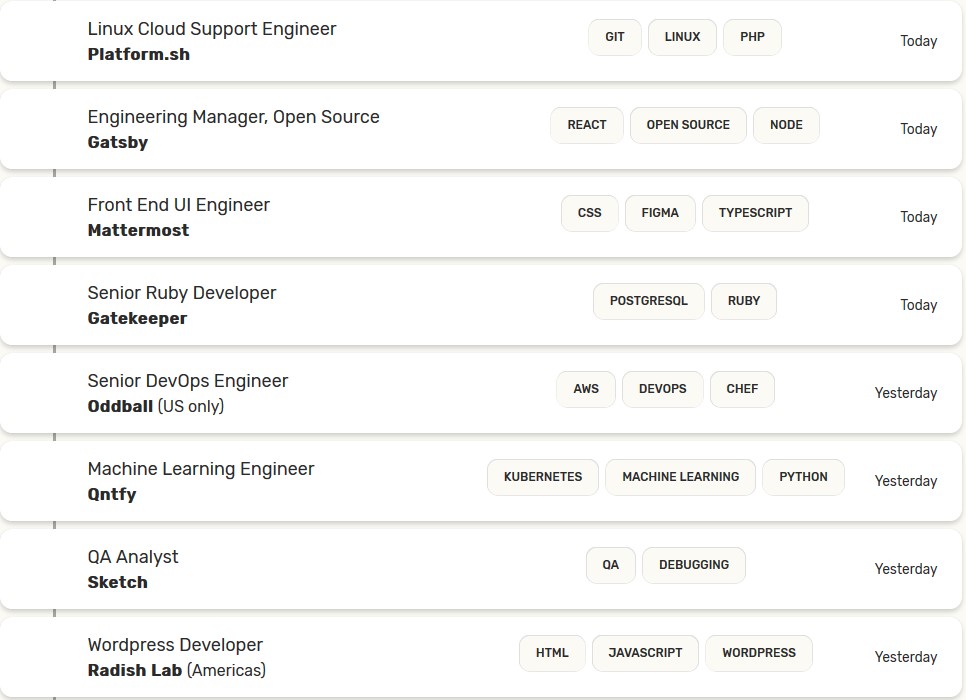 Linux Cloud Support Engineer
Platform.sh
GIT LINUX PHP
Today
Engineering Manager, Open Source
Gatsby
REACT OPEN SOURCE NODE
Today
Front End UI Engineer
Mattermost
CSS FIGMA TYPESCRIPT
Today
Senior Ruby Developer
Gatekeeper
POSTGRESQL RUBY
Today
Senior DevOps Engineer
Oddball (US only)
AWS DEVOPS CHEF
Yesterday
Machine Learning Engineer
Qntfy
KUBERNETES MACHINE LEARNING PYTHON
Yesterday
QA Analyst
Sketch
QA DEBUGGING
Yesterday
Wordpress Developer
Radish Lab (Americas)
HTML JAVASCRIPT WORDPRESS
Yesterday